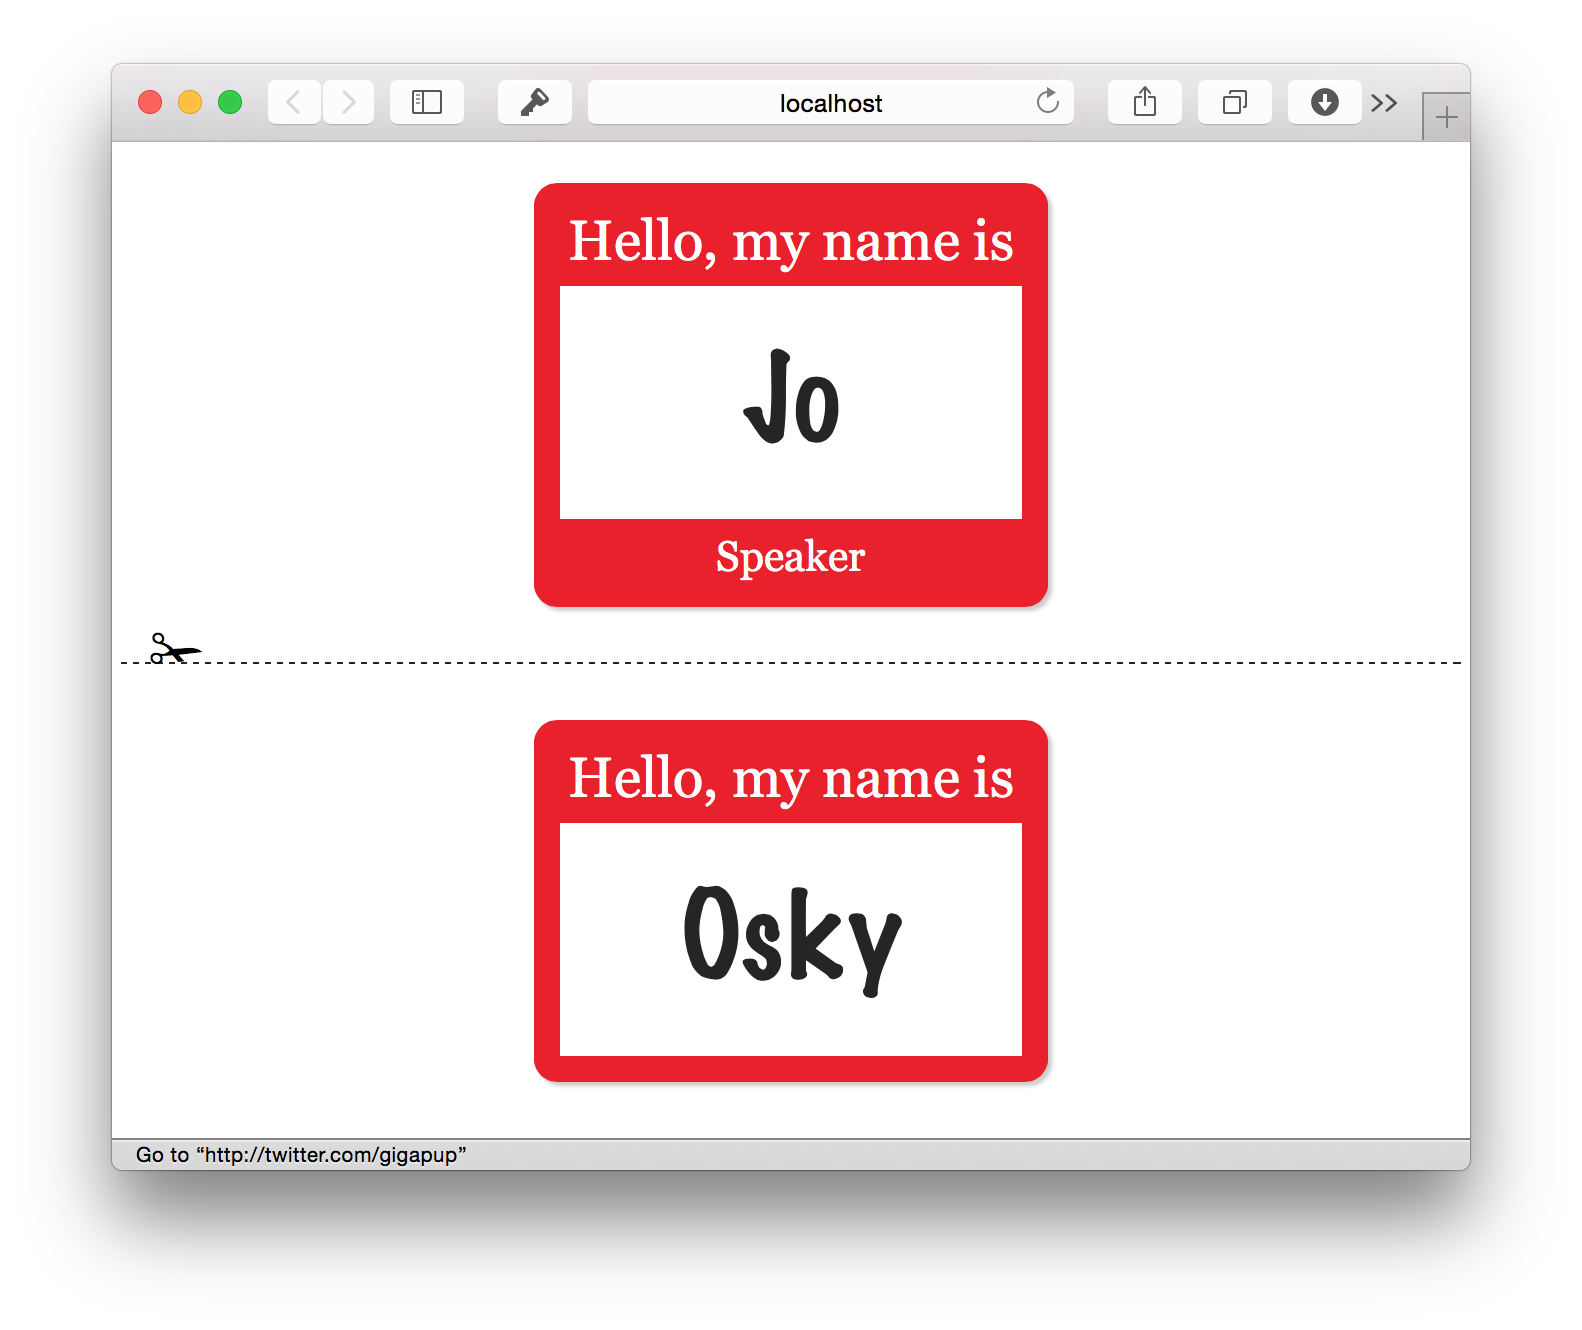 localhost
Hello, my name is
Jo
Speaker
Hello, my name is
Osky
Go to “http://twitter.com/gigapup”